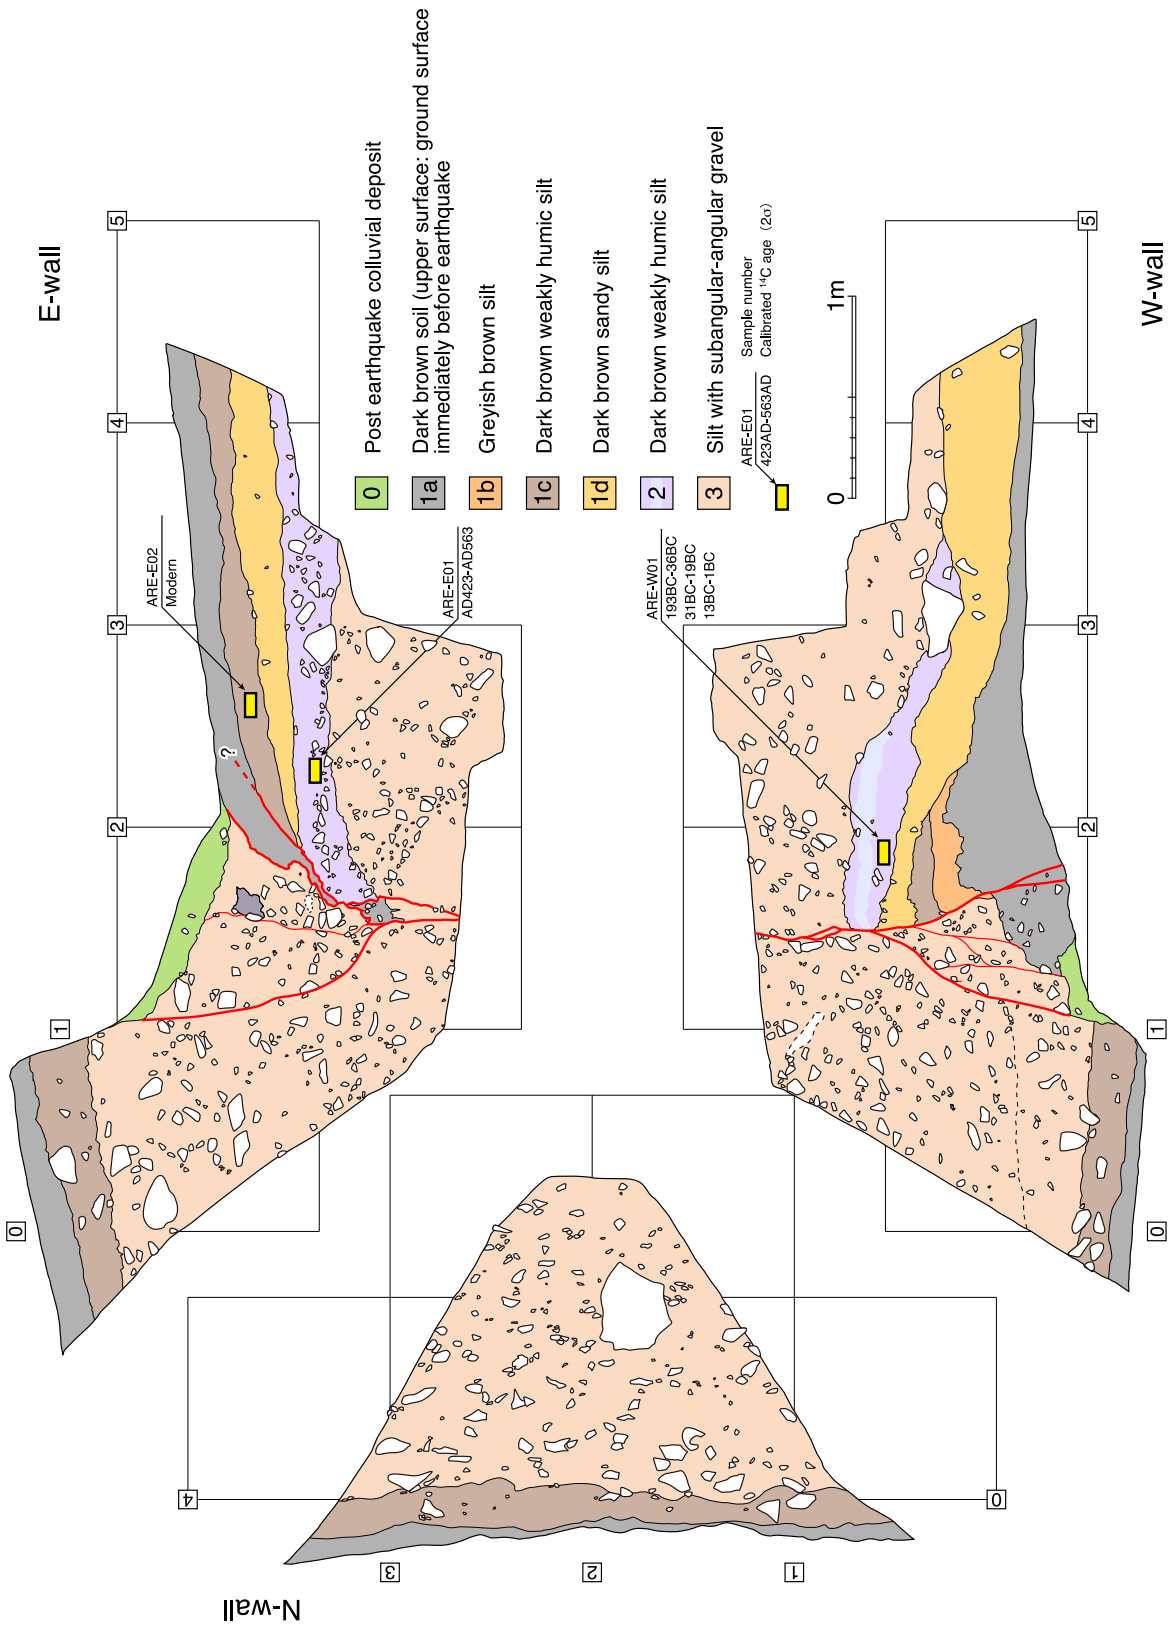 E-wall
0
1
2
3
4
5
ARE-E02
Modern
?
ARE-E01
AD423-AD563
0 Post earthquake colluvial deposit
1a Dark brown soil (upper surface: ground surface
immediately before earthquake
1b Greyish brown silt
1c Dark brown weakly humic silt
1d Dark brown sandy silt
2 Dark brown weakly humic silt
3 Silt with subangular-angular gravel
ARE-E01 Sample number
423AD-563AD Calibrated ¹⁴C age (2σ)
0 1m
ARE-W01
193BC-36BC
31BC-19BC
13BC-1BC
0
1
2
3
4
5
W-wall
N-wall
4
3
2
1
0